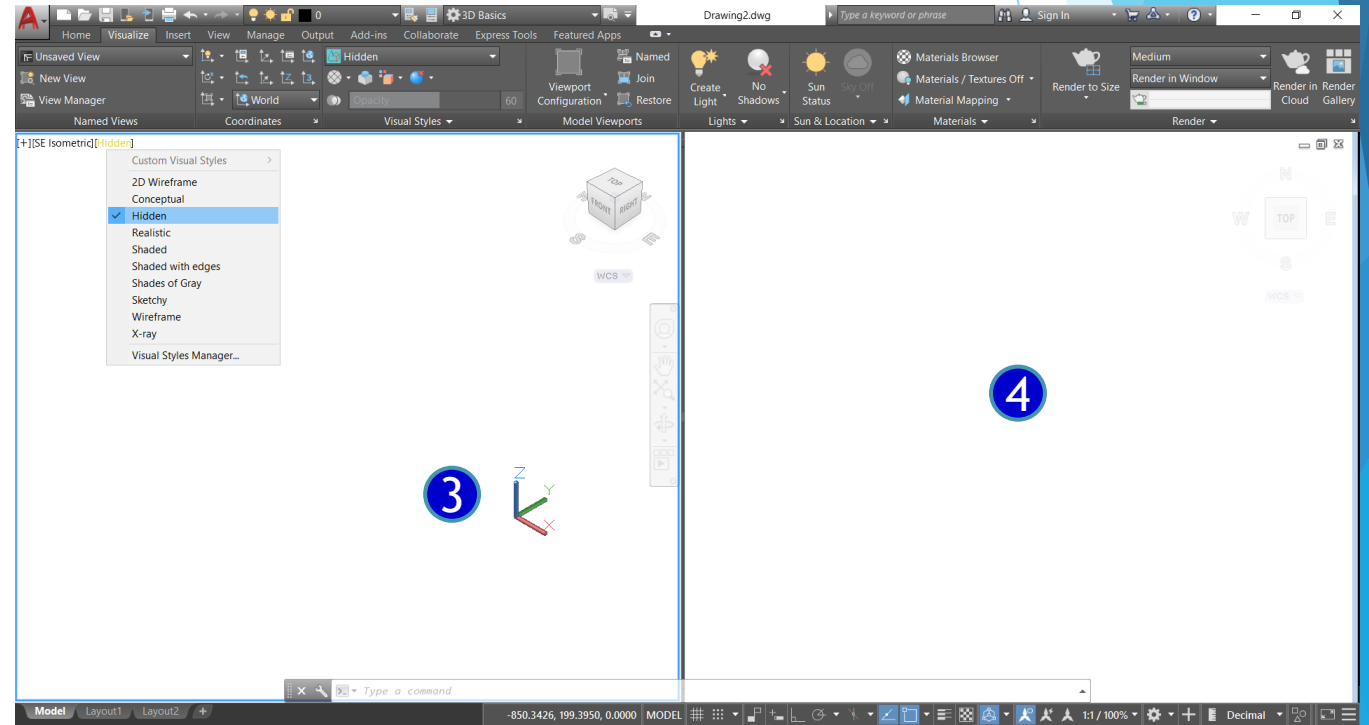 A 0 3D Basics Drawing2.dwg Type a keyword or phrase Sign In
Home Visualize Insert View Manage Output Add-ins Collaborate Express Tools Featured Apps
Unsaved View Hidden Named Materials Browser Medium
New View Join Materials / Textures Off Render in Window
View Manager World Opacity 60 Viewport Configuration Restore Create Light No Shadows Sun Status Sky Off Material Mapping Render to Size Render in Cloud Render Gallery
Named Views Coordinates Visual Styles Model Viewports Lights Sun & Location Materials Render
[+][SE Isometric][Hidden]
Custom Visual Styles
2D Wireframe
Conceptual
Hidden
Realistic
Shaded
Shaded with edges
Shades of Gray
Sketchy
Wireframe
X-ray
Visual Styles Manager...
TOP
FRONT RIGHT
S E
WCS
N
W TOP E
S
WCS
4
3
Z
Y
X
Type a command
Model Layout1 Layout2 + -850.3426, 199.3950, 0.0000 MODEL 1:1 / 100% Decimal